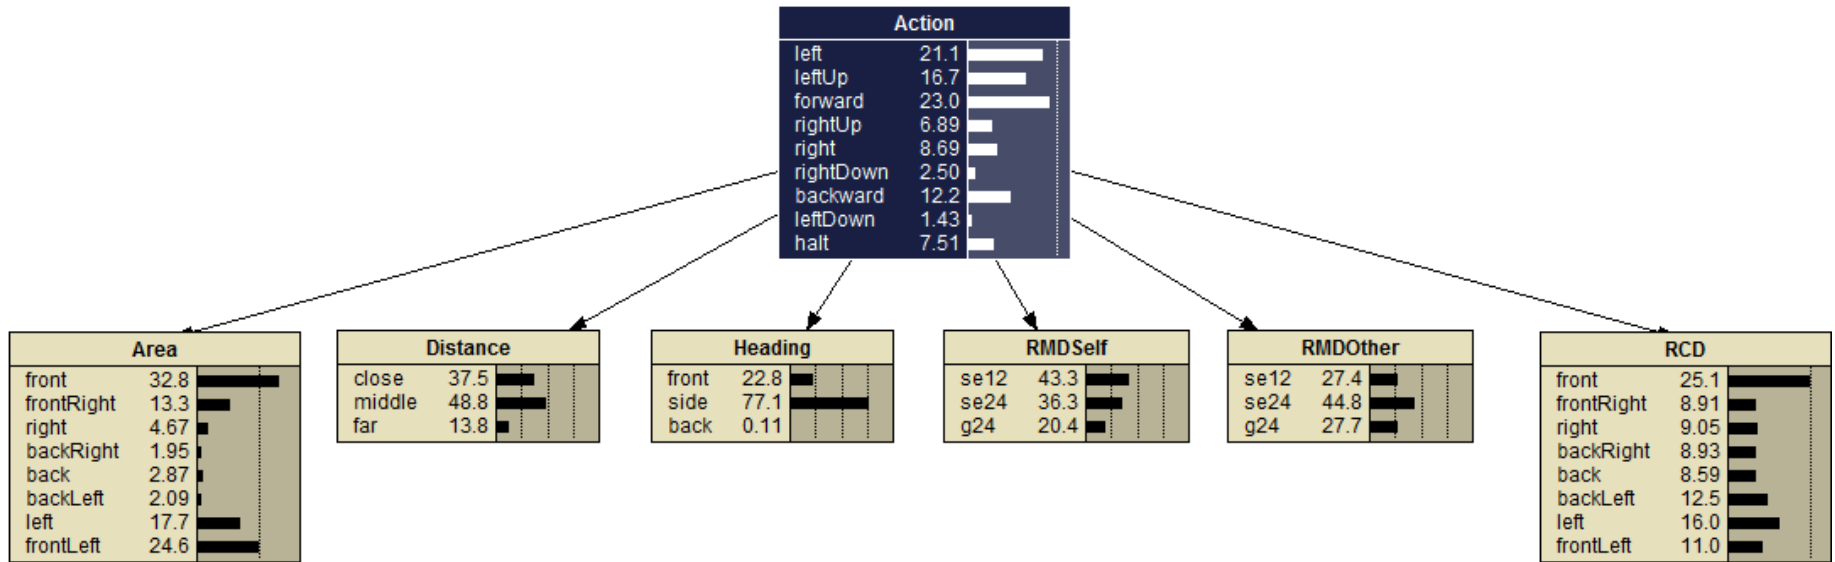 Action
left 21.1
leftUp 16.7
forward 23.0
rightUp 6.89
right 8.69
rightDown 2.50
backward 12.2
leftDown 1.43
halt 7.51
Area
front 32.8
frontRight 13.3
right 4.67
backRight 1.95
back 2.87
backLeft 2.09
left 17.7
frontLeft 24.6
Distance
close 37.5
middle 48.8
far 13.8
Heading
front 22.8
side 77.1
back 0.11
RMDSelf
se12 43.3
se24 36.3
g24 20.4
RMDOther
se12 27.4
se24 44.8
g24 27.7
RCD
front 25.1
frontRight 8.91
right 9.05
backRight 8.93
back 8.59
backLeft 12.5
left 16.0
frontLeft 11.0